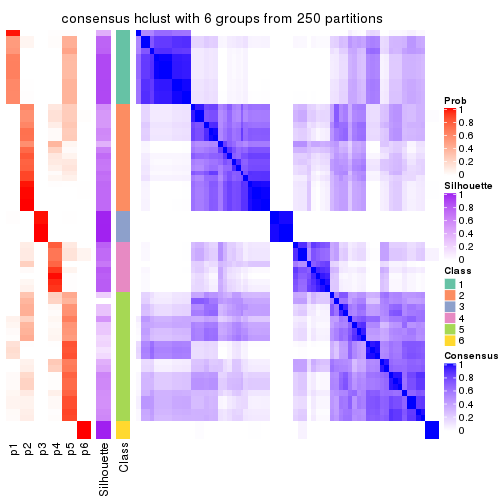 consensus hclust with 6 groups from 250 partitions
Prob
1
0.8
0.6
0.4
0.2
0
Silhouette
1
0.8
0.6
0.4
0.2
0
Class
1
2
3
4
5
6
Consensus
1
0.8
0.6
0.4
0.2
0
p1
p2
p3
p4
p5
p6
Silhouette
Class